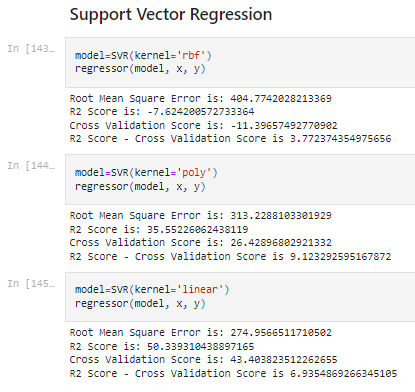 Support Vector Regression
In [143...
model=SVR(kernel='rbf')
regressor(model, x, y)
Root Mean Square Error is: 404.7742028213369
R2 Score is: -7.624200572733364
Cross Validation Score is: -11.39657492770902
R2 Score - Cross Validation Score is 3.772374354975656
In [144...
model=SVR(kernel='poly')
regressor(model, x, y)
Root Mean Square Error is: 313.2288103301929
R2 Score is: 35.55226062438119
Cross Validation Score is: 26.42896802921332
R2 Score - Cross Validation Score is 9.123292595167872
In [145...
model=SVR(kernel='linear')
regressor(model, x, y)
Root Mean Square Error is: 274.9566511710502
R2 Score is: 50.339310438897165
Cross Validation Score is: 43.403823512262655
R2 Score - Cross Validation Score is 6.9354869266345105